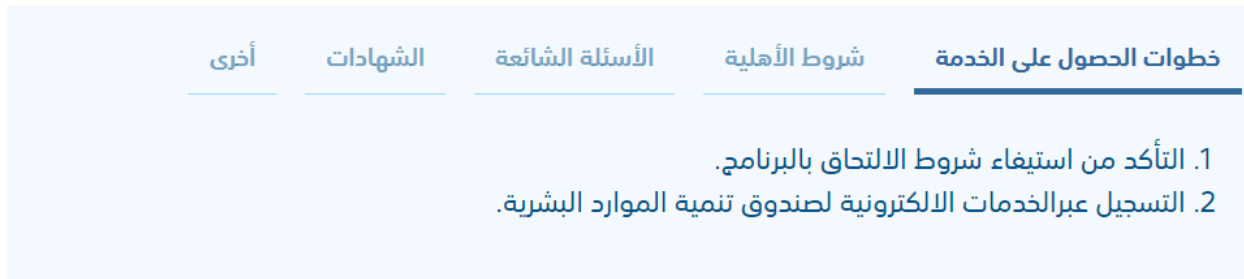 خطوات الحصول على الخدمة شروط الأهلية الأسئلة الشائعة الشهادات أخرى
1. التأكد من استيفاء شروط الالتحاق بالبرنامج.
2. التسجيل عبرالخدمات الالكترونية لصندوق تنمية الموارد البشرية.